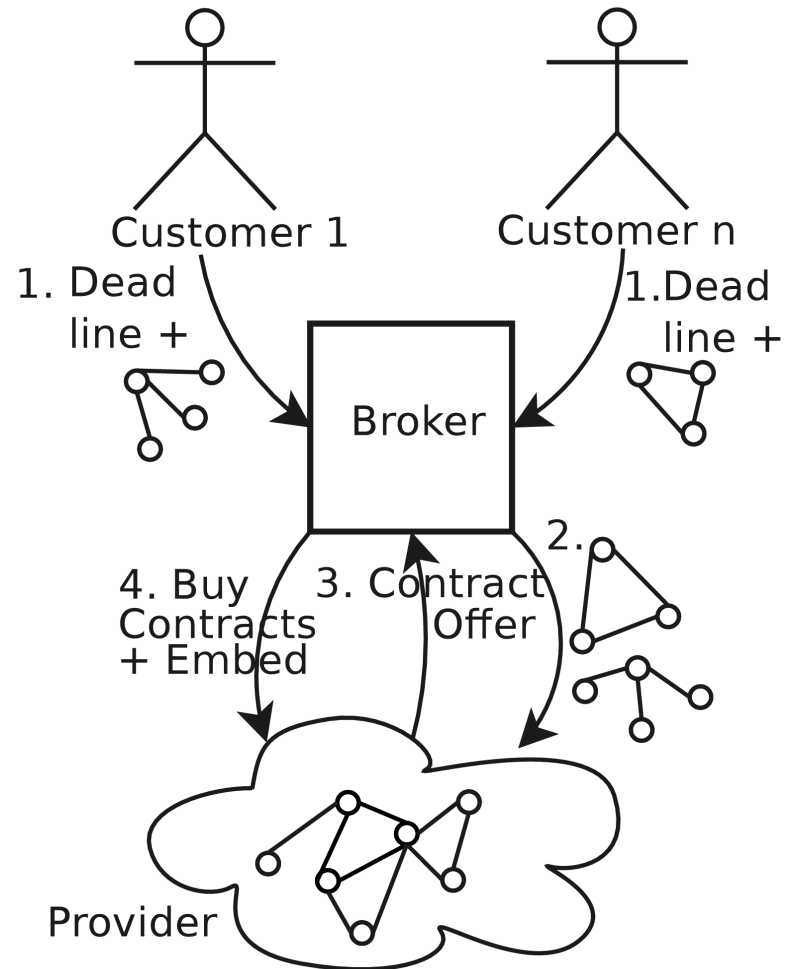 Customer 1
Customer n
1. Dead
line +
1.Dead
line +
Broker
2.
4. Buy
Contracts
+ Embed
3. Contract
Offer
Provider